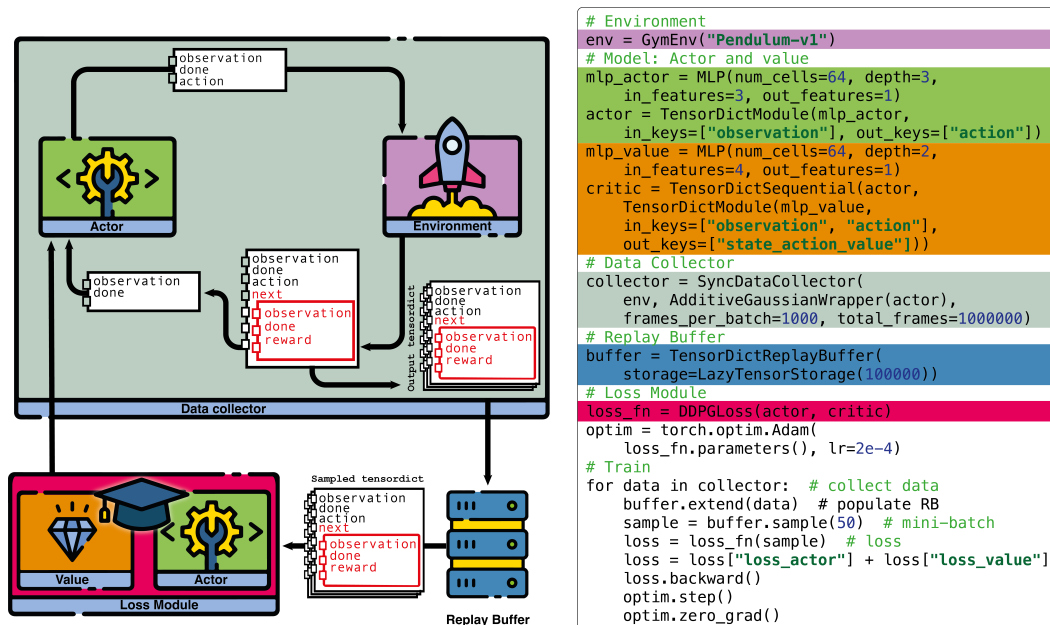 observation
done
action
Actor
Environment
observation
done
observation
done
action
next
observation
done
reward
Output tensordict
observation
done
action
next
observation
done
reward
Data collector
Sampled tensordict
observation
done
action
next
observation
done
reward
Value
Actor
Loss Module
Replay Buffer
# Environment
env = GymEnv("Pendulum-v1")
# Model: Actor and value
mlp_actor = MLP(num_cells=64, depth=3,
in_features=3, out_features=1)
actor = TensorDictModule(mlp_actor,
in_keys=["observation"], out_keys=["action"])
mlp_value = MLP(num_cells=64, depth=2,
in_features=4, out_features=1)
critic = TensorDictSequential(actor,
TensorDictModule(mlp_value,
in_keys=["observation", "action"],
out_keys=["state_action_value"]))
# Data Collector
collector = SyncDataCollector(
env, AdditiveGaussianWrapper(actor),
frames_per_batch=1000, total_frames=1000000)
# Replay Buffer
buffer = TensorDictReplayBuffer(
storage=LazyTensorStorage(100000))
# Loss Module
loss_fn = DDPGLoss(actor, critic)
optim = torch.optim.Adam(
loss_fn.parameters(), lr=2e-4)
# Train
for data in collector:  # collect data
buffer.extend(data)  # populate RB
sample = buffer.sample(50)  # mini-batch
loss = loss_fn(sample)  # loss
loss = loss["loss_actor"] + loss["loss_value"]
loss.backward()
optim.step()
optim.zero_grad()